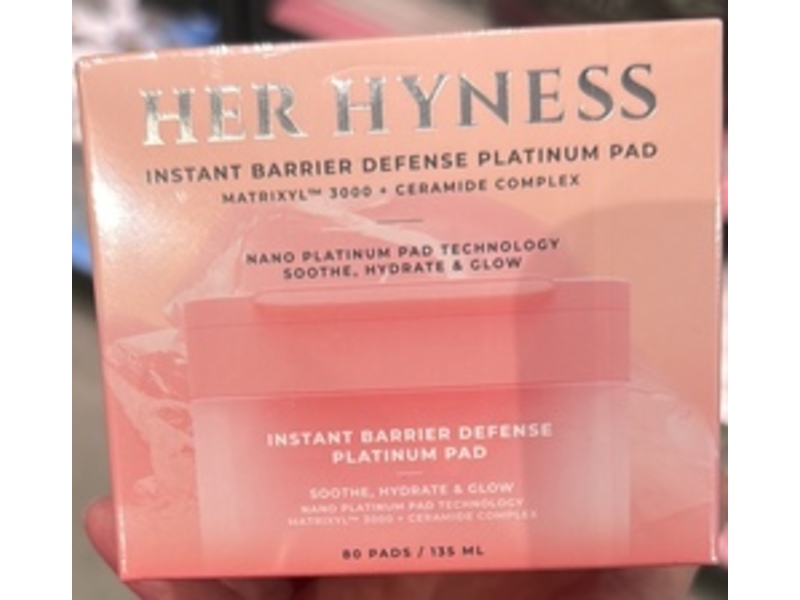 HER HYNESS
INSTANT BARRIER DEFENSE PLATINUM PAD
MATRIXYL™ 3000 + CERAMIDE COMPLEX
NANO PLATINUM PAD TECHNOLOGY
SOOTHE, HYDRATE & GLOW
INSTANT BARRIER DEFENSE
PLATINUM PAD
SOOTHE, HYDRATE & GLOW
NANO PLATINUM PAD TECHNOLOGY
MATRIXYL™ 3000 + CERAMIDE COMPLEX
80 PADS / 135 ML